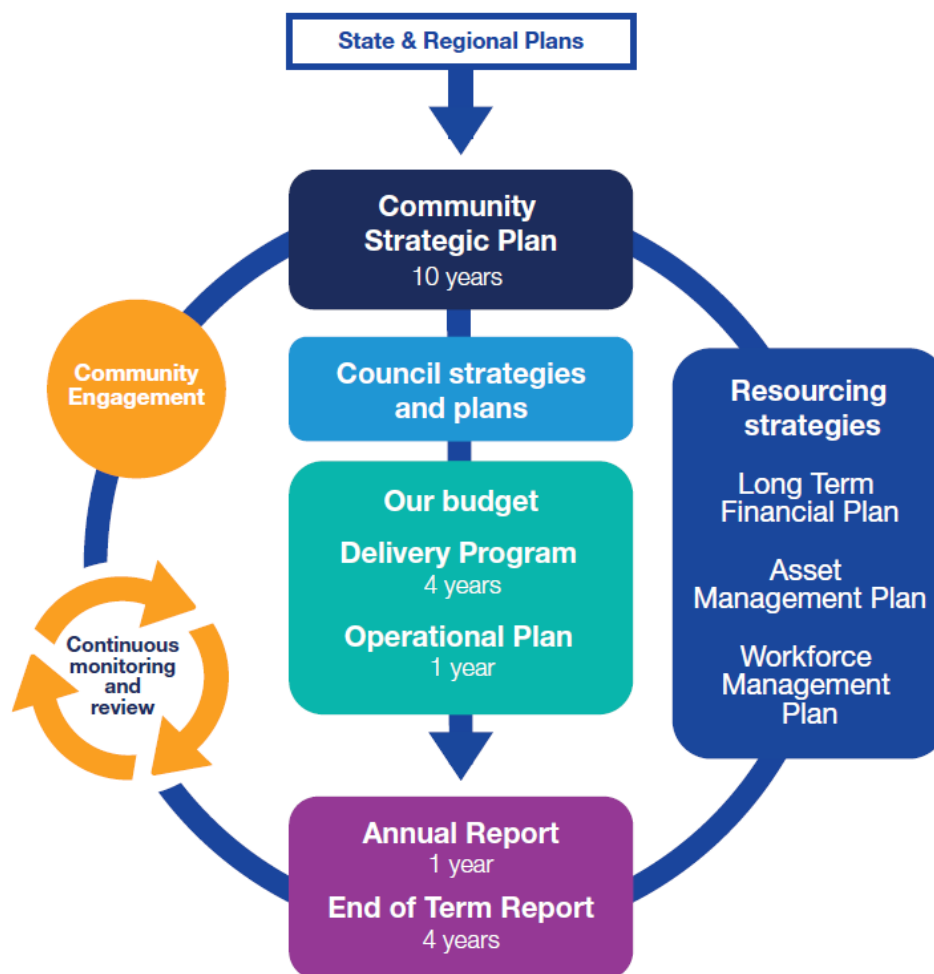 State & Regional Plans
Community
Strategic Plan
10 years
Community
Engagement
Council strategies
and plans
Our budget
Delivery Program
4 years
Operational Plan
1 year
Resourcing
strategies
Long Term
Financial Plan
Asset
Management Plan
Workforce
Management
Plan
Continuous
monitoring
and
review
Annual Report
1 year
End of Term Report
4 years